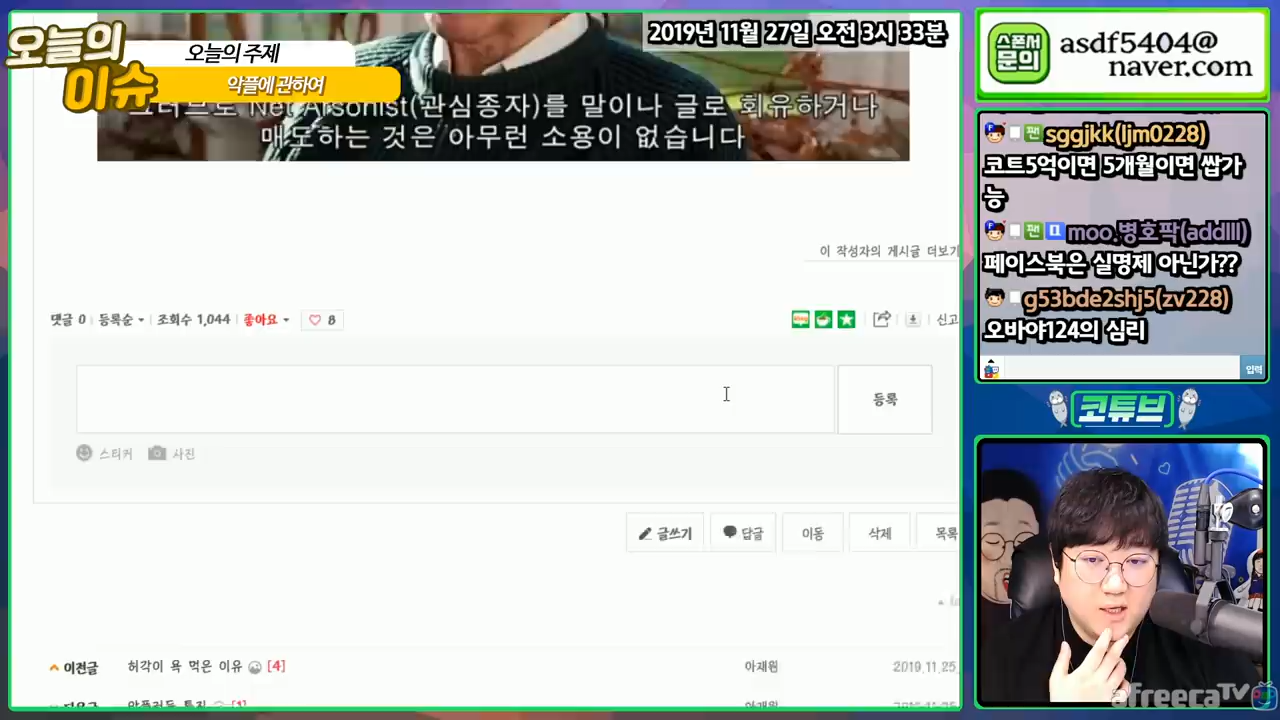 오늘의
이슈
오늘의 주제
악플에 관하여
2019년 11월 27일 오전 3시 33분
그러므로 Net Arsonist(관심종자)를 말이나 글로 회유하거나
매도하는 것은 아무런 소용이 없습니다
이 작성자의 게시글 더보기
댓글 0 등록순 조회수 1,044 좋아요 8
신고
등록
스티커 사진
글쓰기 답글 이동 삭제 목록
이전글 허각이 욕 먹은 이유 [4] 아재원 2019.11.25
스폰서
문의
asdf5404@
naver.com
팬 sggjkk(ljm0228)
코트5억이면 5개월이면 쌉가
능
팬 moo.병호팍(addlll)
페이스북은 실명제 아닌가??
g53bde2shj5(zv228)
오바야124의 심리
입력
코튜브
afreecaTV